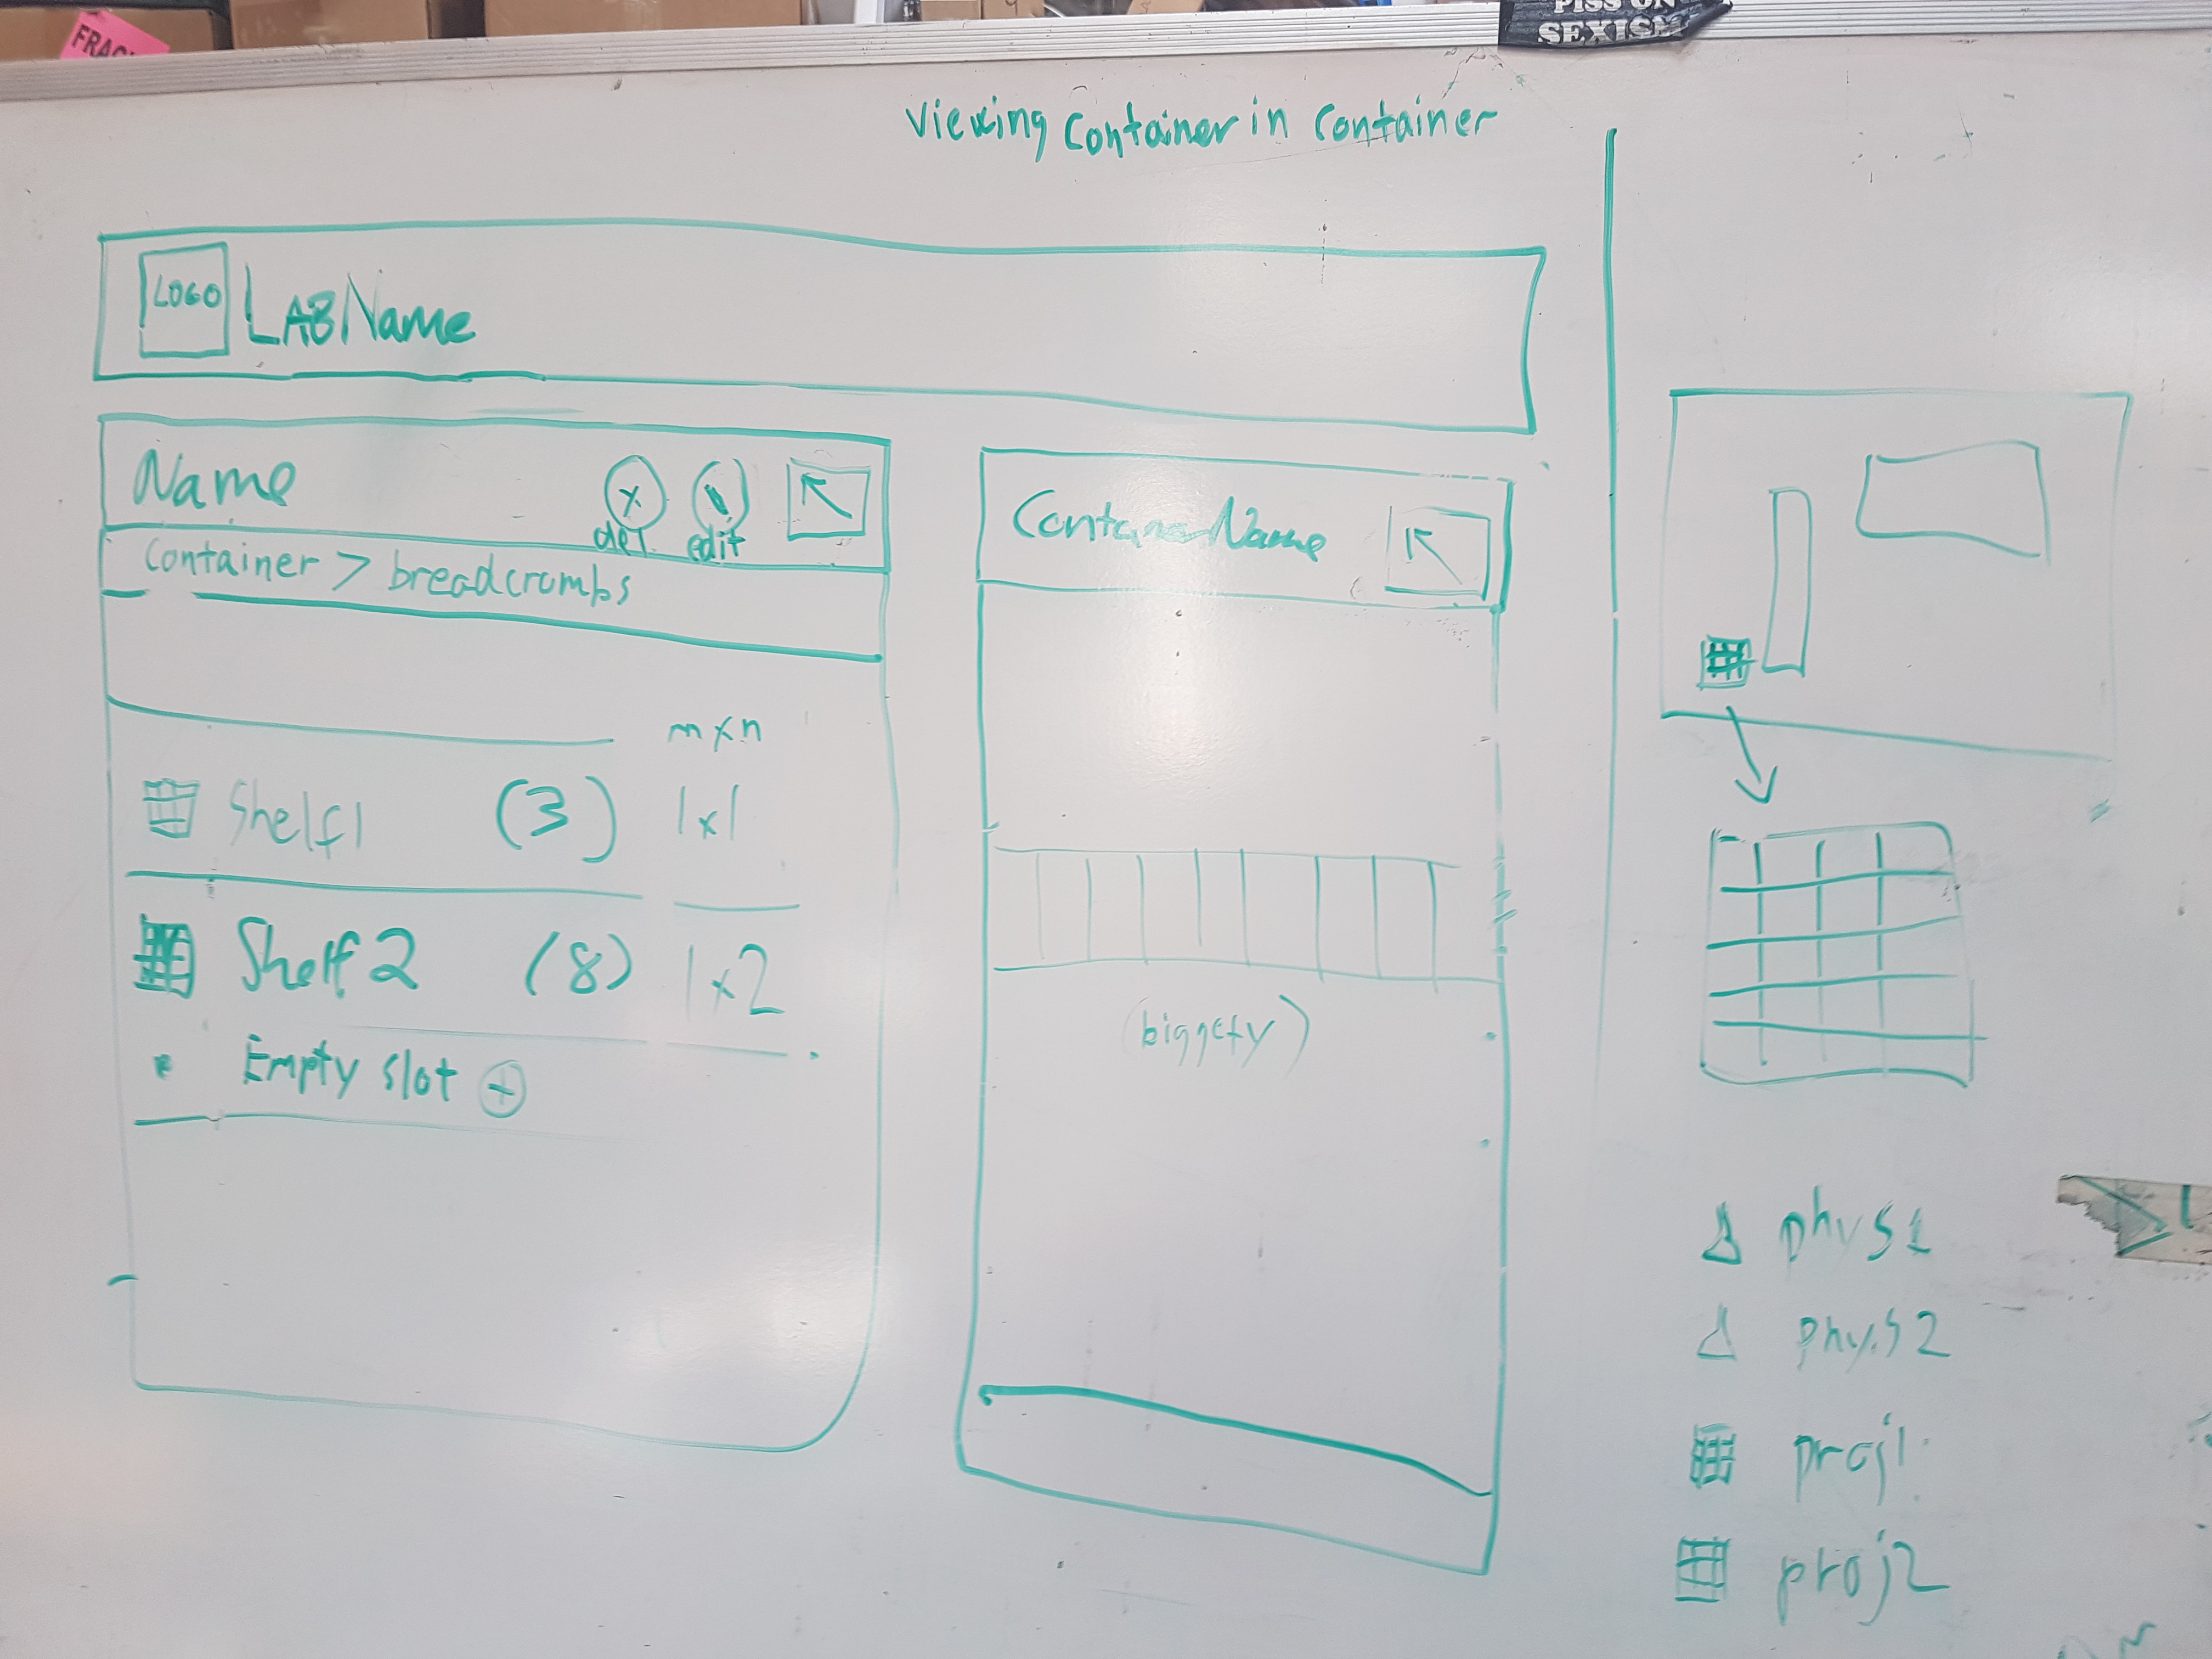 FRAG
PISS ON
SEXISM
Viewing Container in Container
LOGO
LAB Name
Name
x
del.
edit
Container > breadcrombs
Container Name
m x n
Shelf1 (3) 1x1
Shelf 2 (8) 1x2
Empty slot +
(biggety)
phys1
phys2
proj1
proj2